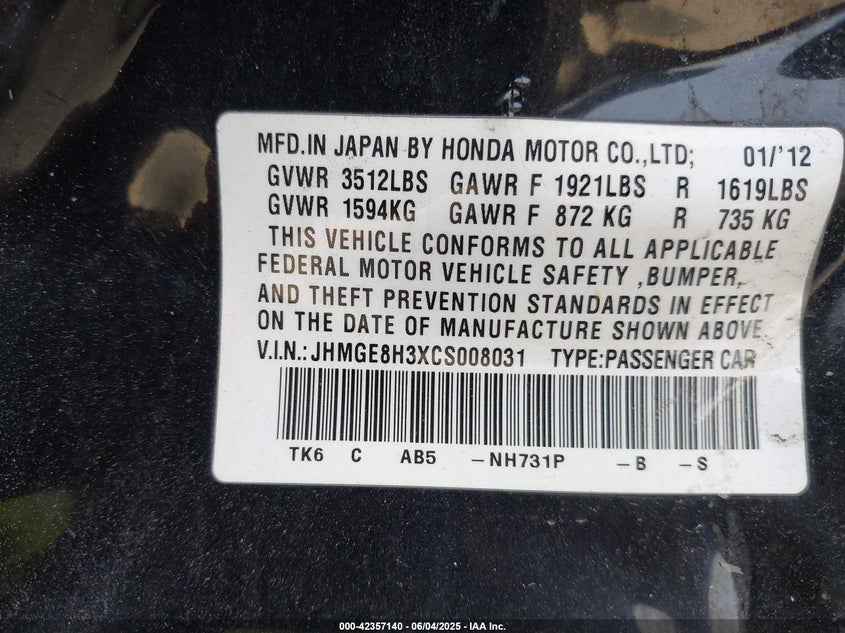 MFD.IN JAPAN BY HONDA MOTOR CO.,LTD; 01/'12
GVWR 3512LBS GAWR F 1921LBS R 1619LBS
GVWR 1594KG GAWR F 872 KG R 735 KG
THIS VEHICLE CONFORMS TO ALL APPLICABLE
FEDERAL MOTOR VEHICLE SAFETY ,BUMPER,
AND THEFT PREVENTION STANDARDS IN EFFECT
ON THE DATE OF MANUFACTURE SHOWN ABOVE.
V.I.N.:JHMGE8H3XCS008031 TYPE:PASSENGER CAR
TK6 C AB5 -NH731P -B -S
000-42357140 - 06/04/2025 - IAA Inc.